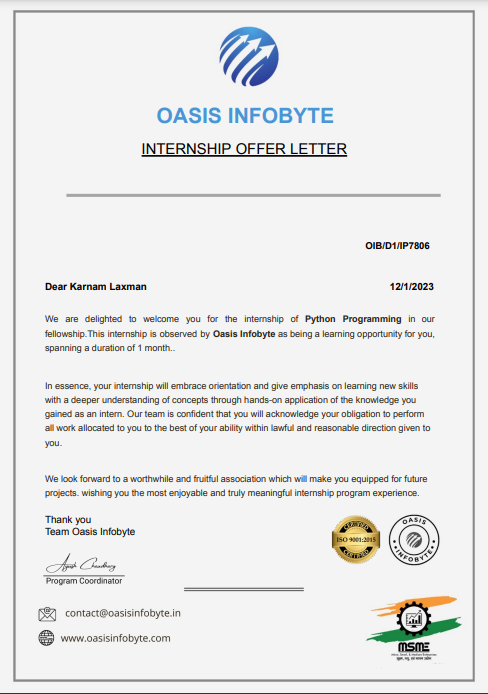 OASIS INFOBYTE
INTERNSHIP OFFER LETTER
OIB/D1/IP7806
Dear Karnam Laxman 12/1/2023
We are delighted to welcome you for the internship of Python Programming in our
fellowship.This internship is observed by Oasis Infobyte as being a learning opportunity for you,
spanning a duration of 1 month..
In essence, your internship will embrace orientation and give emphasis on learning new skills
with a deeper understanding of concepts through hands-on application of the knowledge you
gained as an intern. Our team is confident that you will acknowledge your obligation to perform
all work allocated to you to the best of your ability within lawful and reasonable direction given to
you.
We look forward to a worthwhile and fruitful association which will make you equipped for future
projects. wishing you the most enjoyable and truly meaningful internship program experience.
Thank you
Team Oasis Infobyte
CERTIFIED
ISO 9001:2015
CERTIFIED
OASIS
INFOBYTE
Program Coordinator
contact@oasisinfobyte.in
www.oasisinfobyte.com
MSME